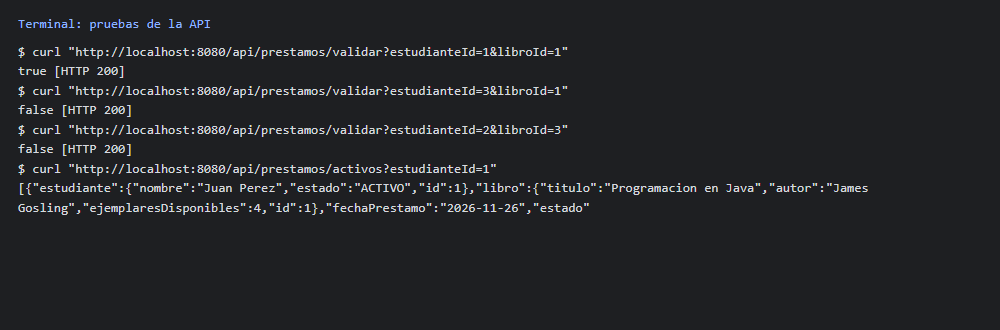 Terminal: pruebas de la API
$ curl "http://localhost:8080/api/prestamos/validar?estudianteId=1&libroId=1"
true [HTTP 200]
$ curl "http://localhost:8080/api/prestamos/validar?estudianteId=3&libroId=1"
false [HTTP 200]
$ curl "http://localhost:8080/api/prestamos/validar?estudianteId=2&libroId=3"
false [HTTP 200]
$ curl "http://localhost:8080/api/prestamos/activos?estudianteId=1"
[{"estudiante":{"nombre":"Juan Perez","estado":"ACTIVO","id":1},"libro":{"titulo":"Programacion en Java","autor":"James
Gosling","ejemplaresDisponibles":4,"id":1},"fechaPrestamo":"2026-11-26","estado"